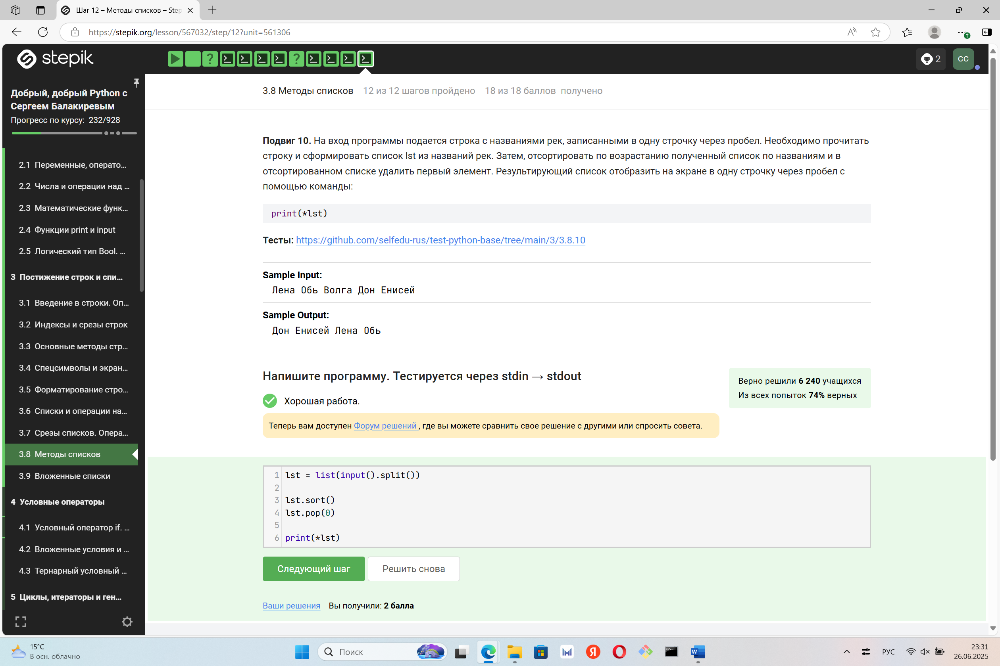 Шаг 12 – Методы списков – Step
https://stepik.org/lesson/567032/step/12?unit=561306
stepik
2
CC
Добрый, добрый Python с
Сергеем Балакиревым
Прогресс по курсу: 232/928
2.1 Переменные, операто...
2.2 Числа и операции над ...
2.3 Математические функ...
2.4 Функции print и input
2.5 Логический тип Bool. ...
3 Постижение строк и спи...
3.1 Введение в строки. Оп...
3.2 Индексы и срезы строк
3.3 Основные методы стр...
3.4 Спецсимволы и экран...
3.5 Форматирование стро...
3.6 Списки и операции на...
3.7 Срезы списков. Опера...
3.8 Методы списков
3.9 Вложенные списки
4 Условные операторы
4.1 Условный оператор if. ...
4.2 Вложенные условия и ...
4.3 Тернарный условный ...
5 Циклы, итераторы и ген...
3.8 Методы списков 12 из 12 шагов пройдено 18 из 18 баллов получено
Подвиг 10. На вход программы подается строка с названиями рек, записанными в одну строчку через пробел. Необходимо прочитать
строку и сформировать список lst из названий рек. Затем, отсортировать по возрастанию полученный список по названиям и в
отсортированном списке удалить первый элемент. Результирующий список отобразить на экране в одну строчку через пробел с
помощью команды:
print(*lst)
Тесты: https://github.com/selfedu-rus/test-python-base/tree/main/3/3.8.10
Sample Input:
Лена Обь Волга Дон Енисей
Sample Output:
Дон Енисей Лена Обь
Напишите программу. Тестируется через stdin → stdout
Хорошая работа.
Верно решили 6 240 учащихся
Из всех попыток 74% верных
Теперь вам доступен Форум решений , где вы можете сравнить свое решение с другими или спросить совета.
1 lst = list(input().split())
2
3 lst.sort()
4 lst.pop(0)
5
6 print(*lst)
Следующий шаг
Решить снова
Ваши решения Вы получили: 2 балла
15°C
В осн. облачно
Поиск
РУС
23:31
26.06.2025